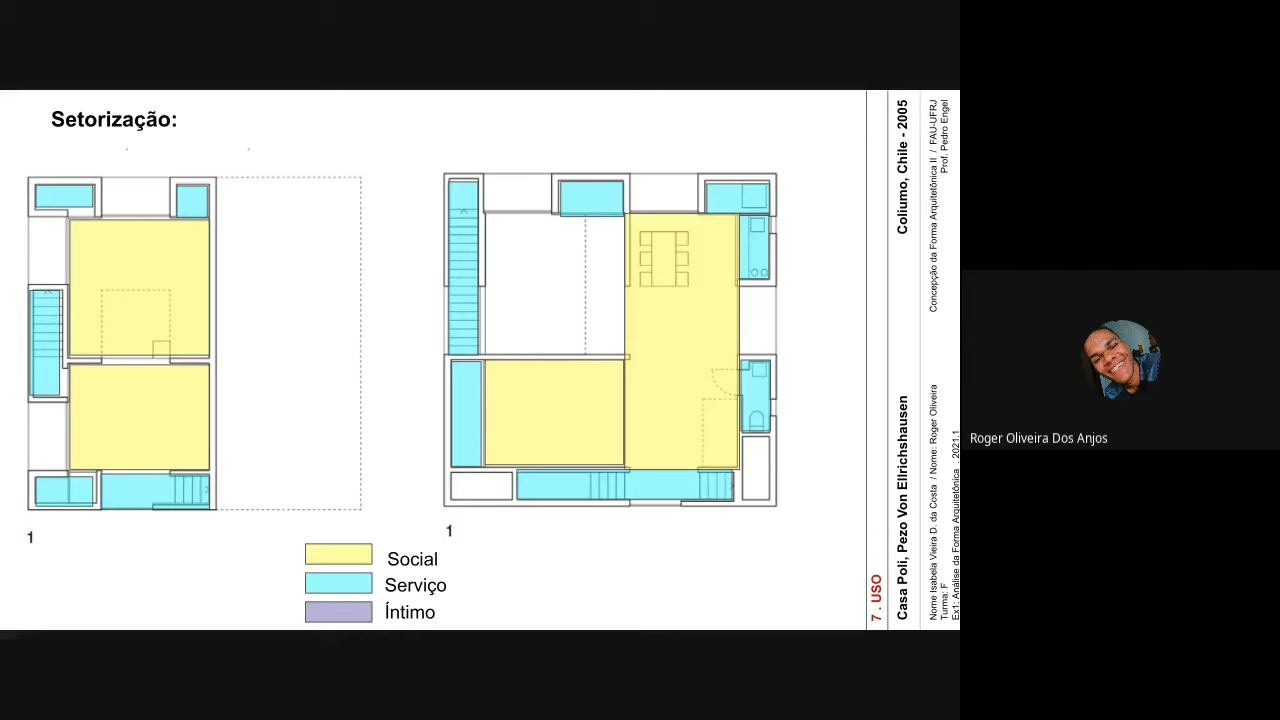 Setorização:
1
1
Social
Serviço
Íntimo
7 . USO
Casa Poli, Pezo Von Ellrichshausen
Coliumo, Chile - 2005
Nome Isabela Vieira D. da Costa / Nome: Roger Oliveira
Turma: F
Ex1: Análise da Forma Arquitetônica . 2021.1
Concepção da Forma Arquitetônica II / FAU-UFRJ
Prof. Pedro Engel
Roger Oliveira Dos Anjos